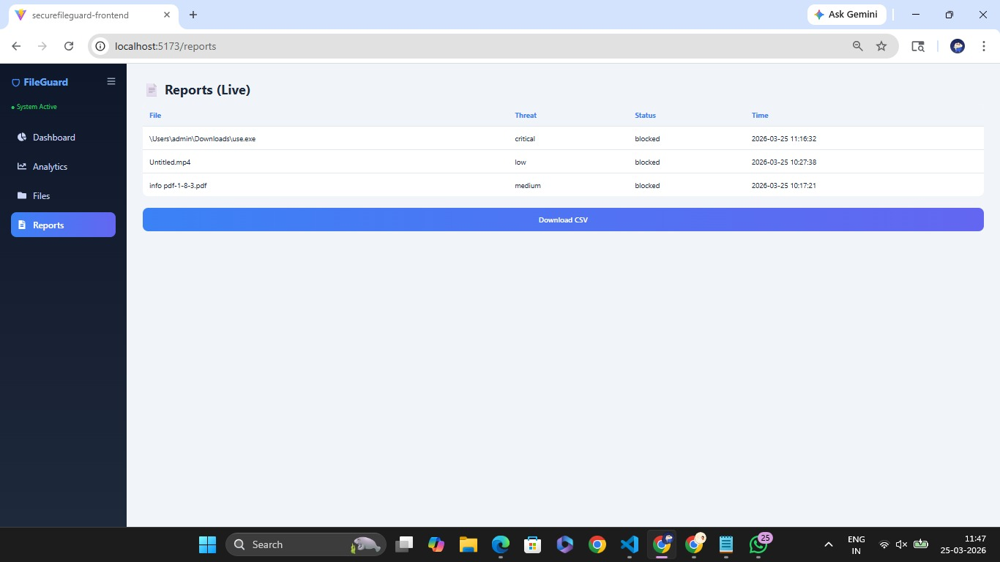 securefileguard-frontend
Ask Gemini
localhost:5173/reports
FileGuard
System Active
Dashboard
Analytics
Files
Reports
Reports (Live)
File Threat Status Time
\Users\admin\Downloads\use.exe critical blocked 2026-03-25 11:16:32
Untitled.mp4 low blocked 2026-03-25 10:27:38
info pdf-1-8-3.pdf medium blocked 2026-03-25 10:17:21
Download CSV
Search
25
ENG
IN
11:47
25-03-2026